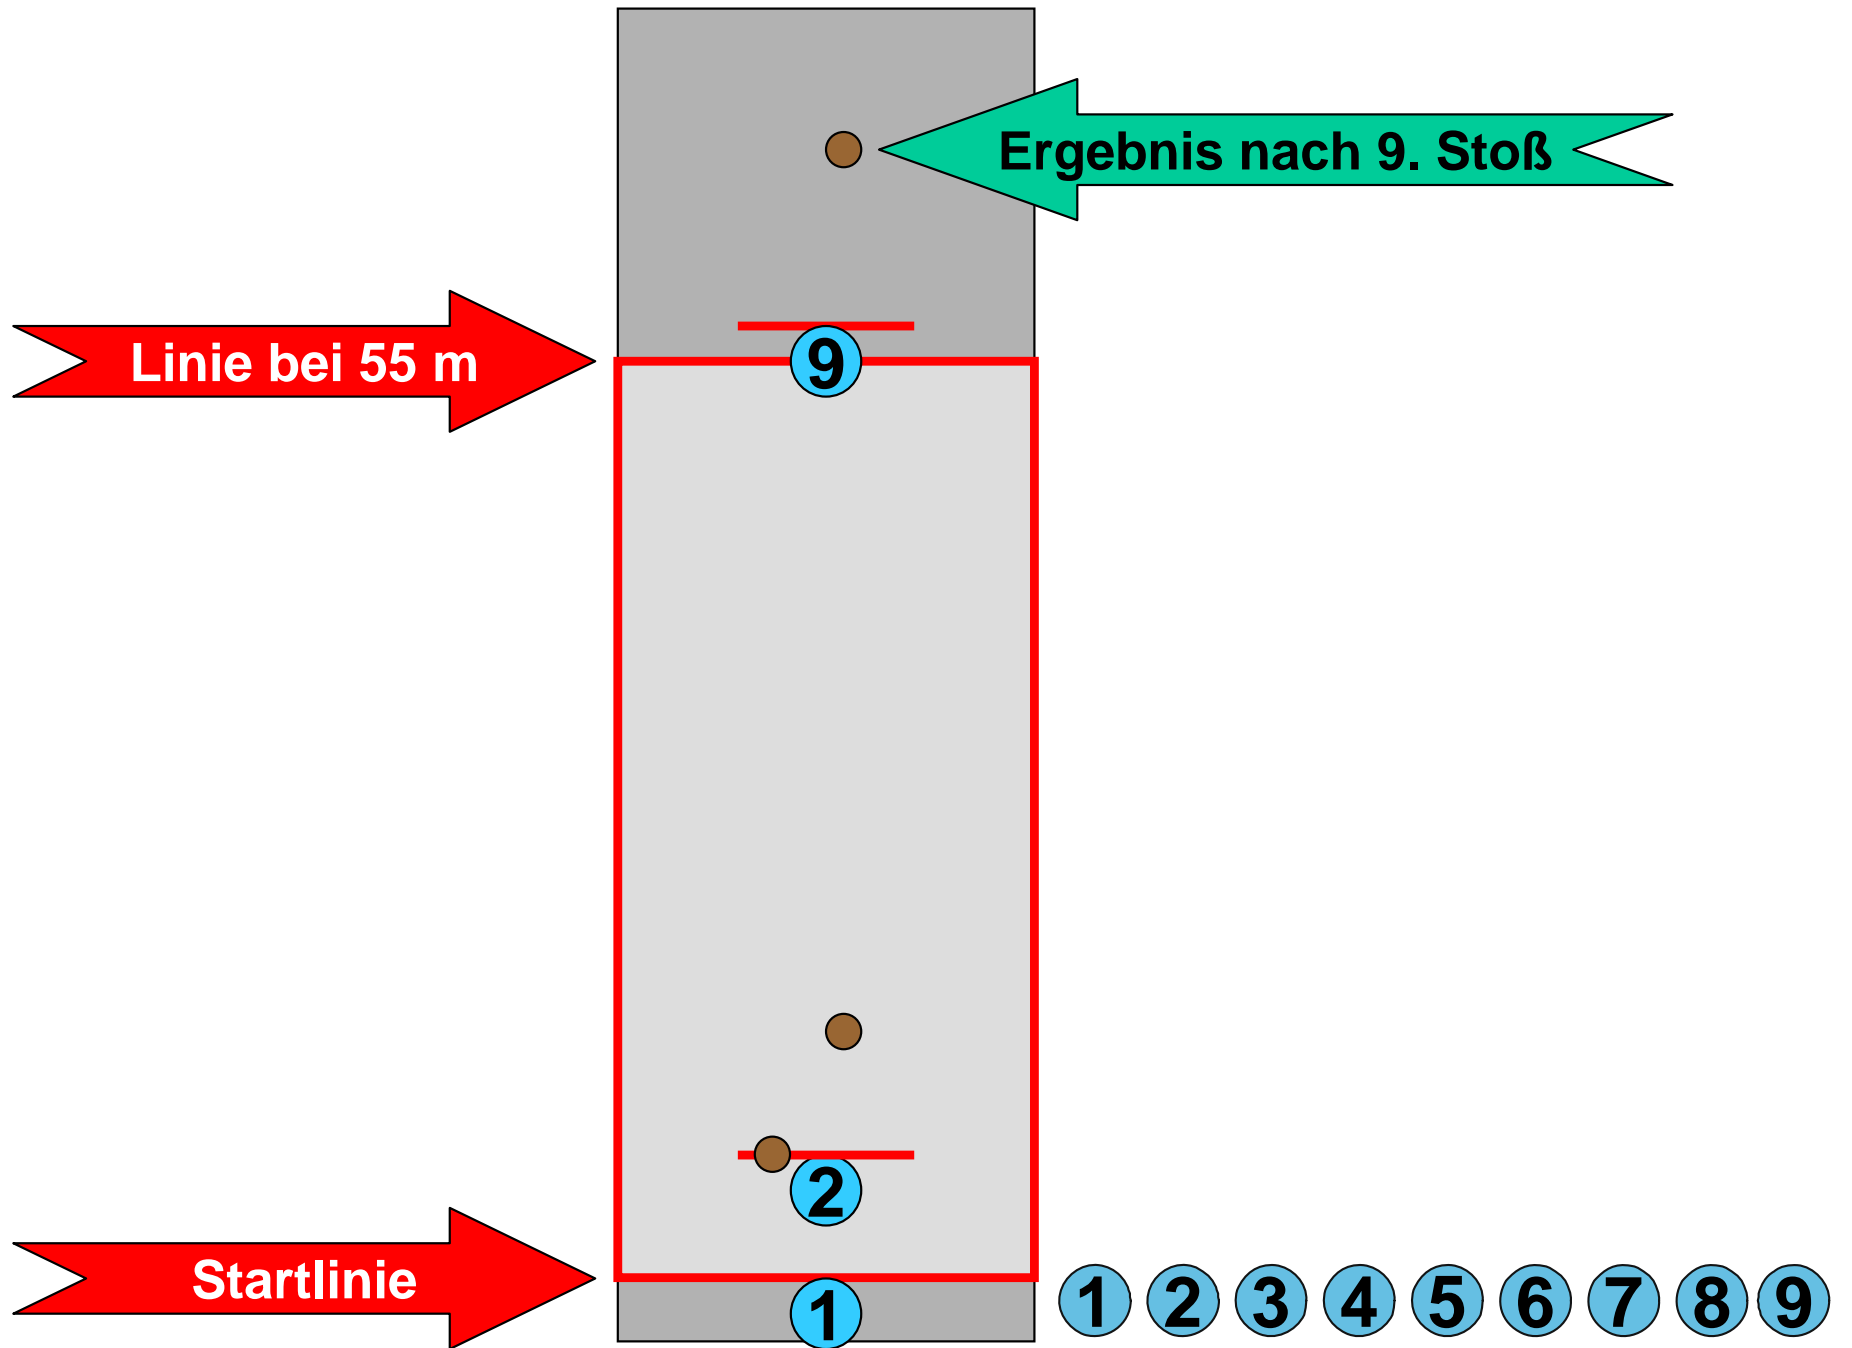 Ergebnis nach 9. Stoß
Linie bei 55 m
9
2
Startlinie
1
1 2 3 4 5 6 7 8 9